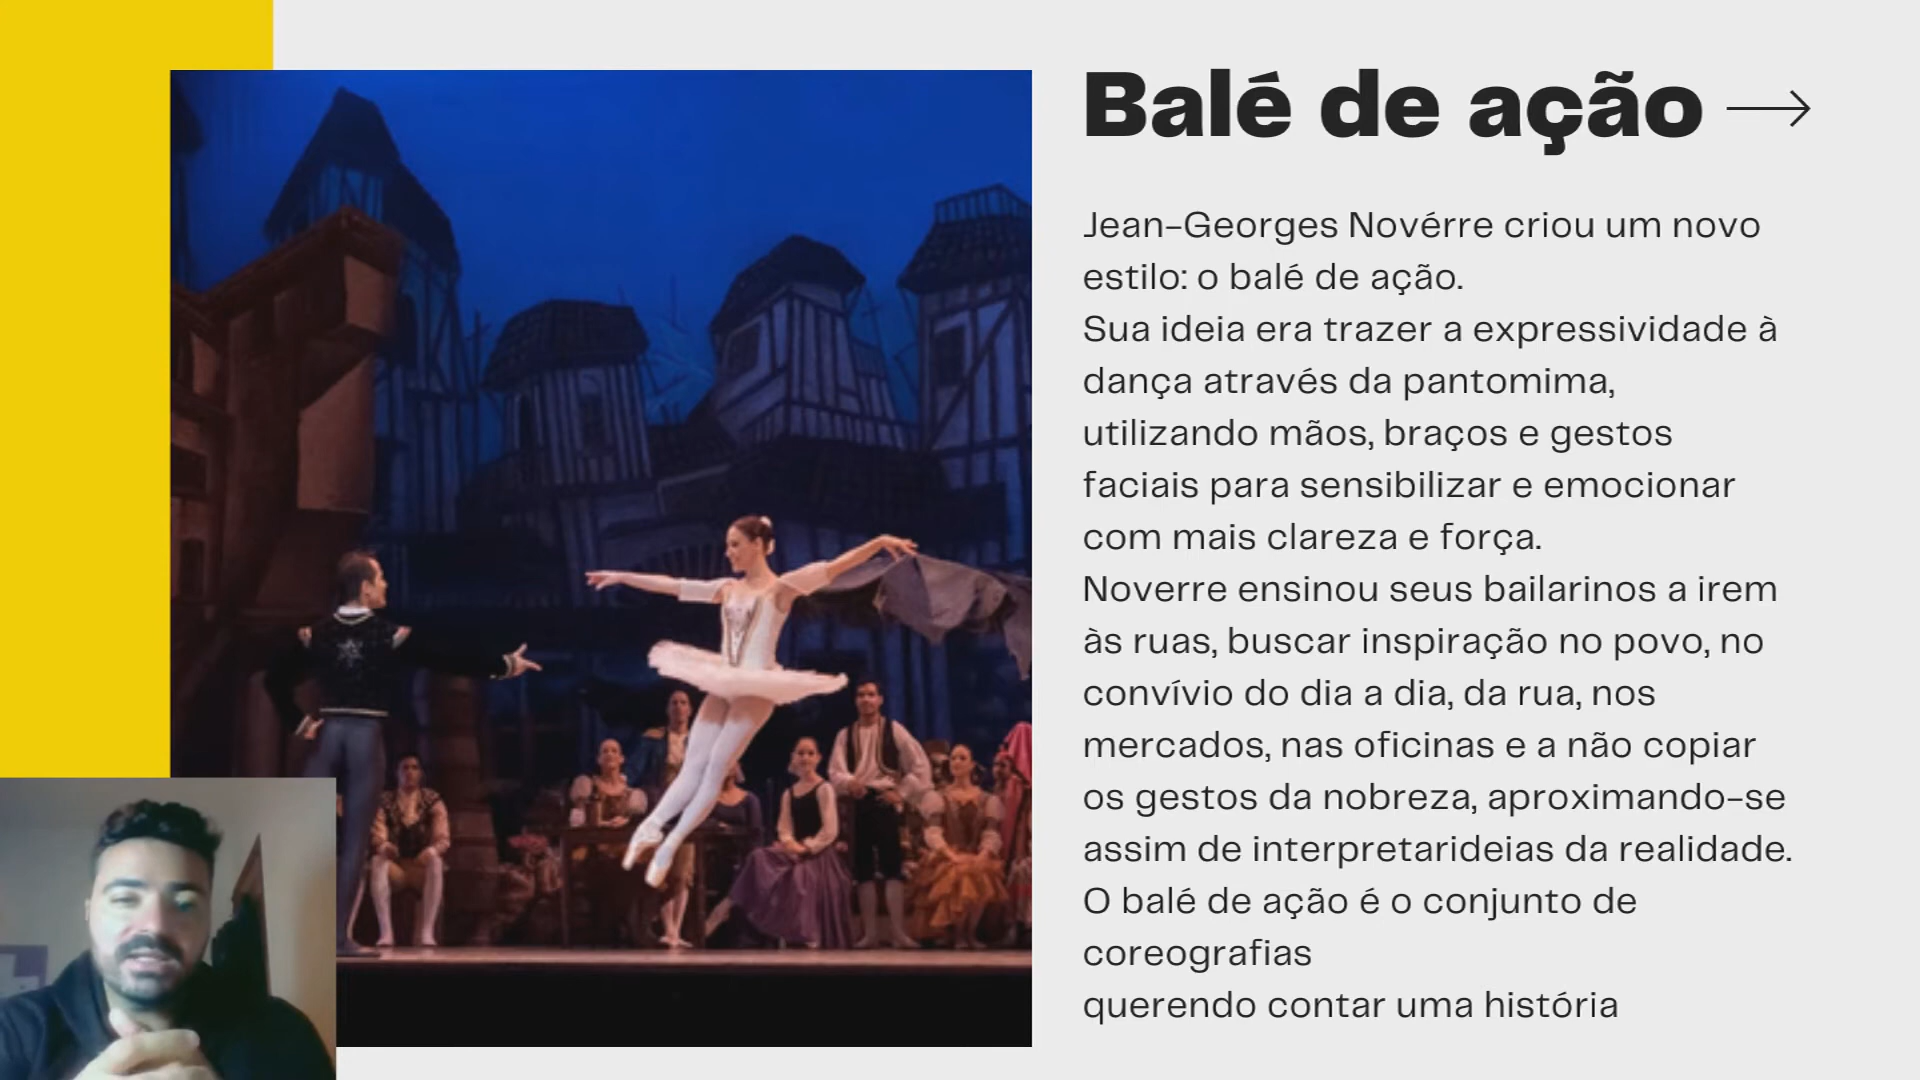 Balé de ação
Jean-Georges Novérre criou um novo
estilo: o balé de ação.
Sua ideia era trazer a expressividade à
dança através da pantomima,
utilizando mãos, braços e gestos
faciais para sensibilizar e emocionar
com mais clareza e força.
Noverre ensinou seus bailarinos a irem
às ruas, buscar inspiração no povo, no
convívio do dia a dia, da rua, nos
mercados, nas oficinas e a não copiar
os gestos da nobreza, aproximando-se
assim de interpretarideias da realidade.
O balé de ação é o conjunto de
coreografias
querendo contar uma história